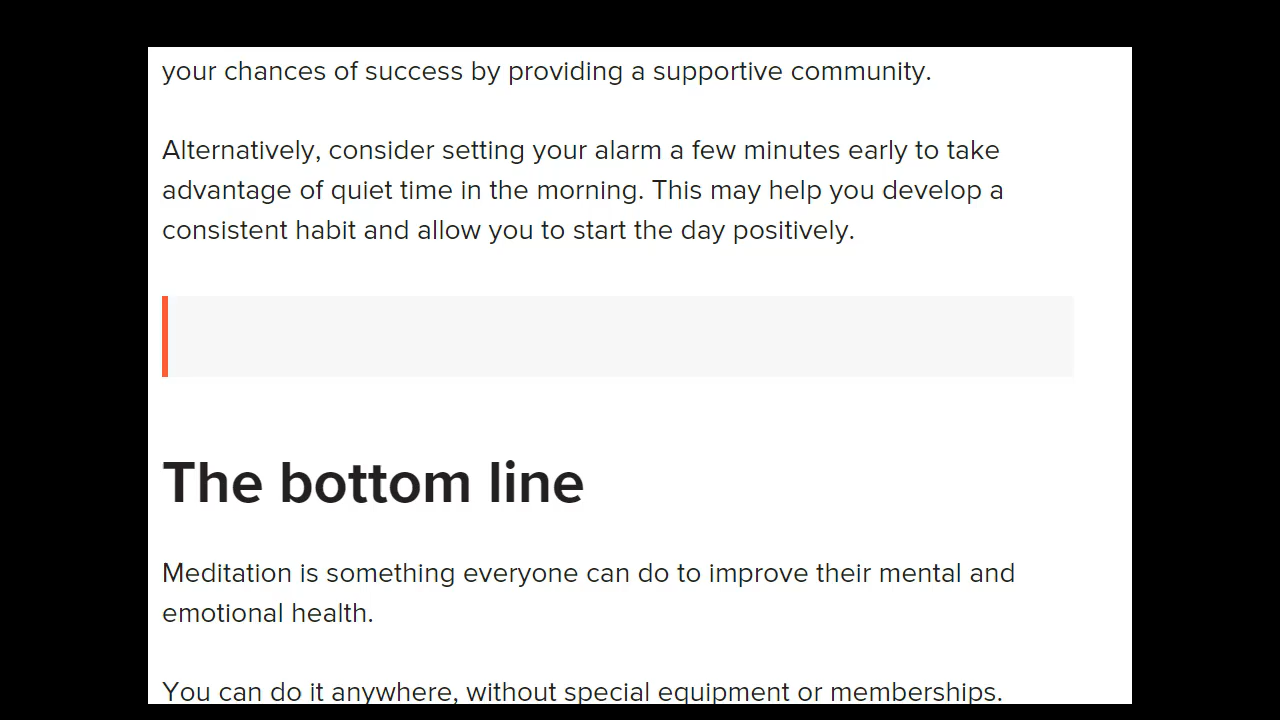 your chances of success by providing a supportive community.
Alternatively, consider setting your alarm a few minutes early to take
advantage of quiet time in the morning. This may help you develop a
consistent habit and allow you to start the day positively.
The bottom line
Meditation is something everyone can do to improve their mental and
emotional health.
You can do it anywhere, without special equipment or memberships.